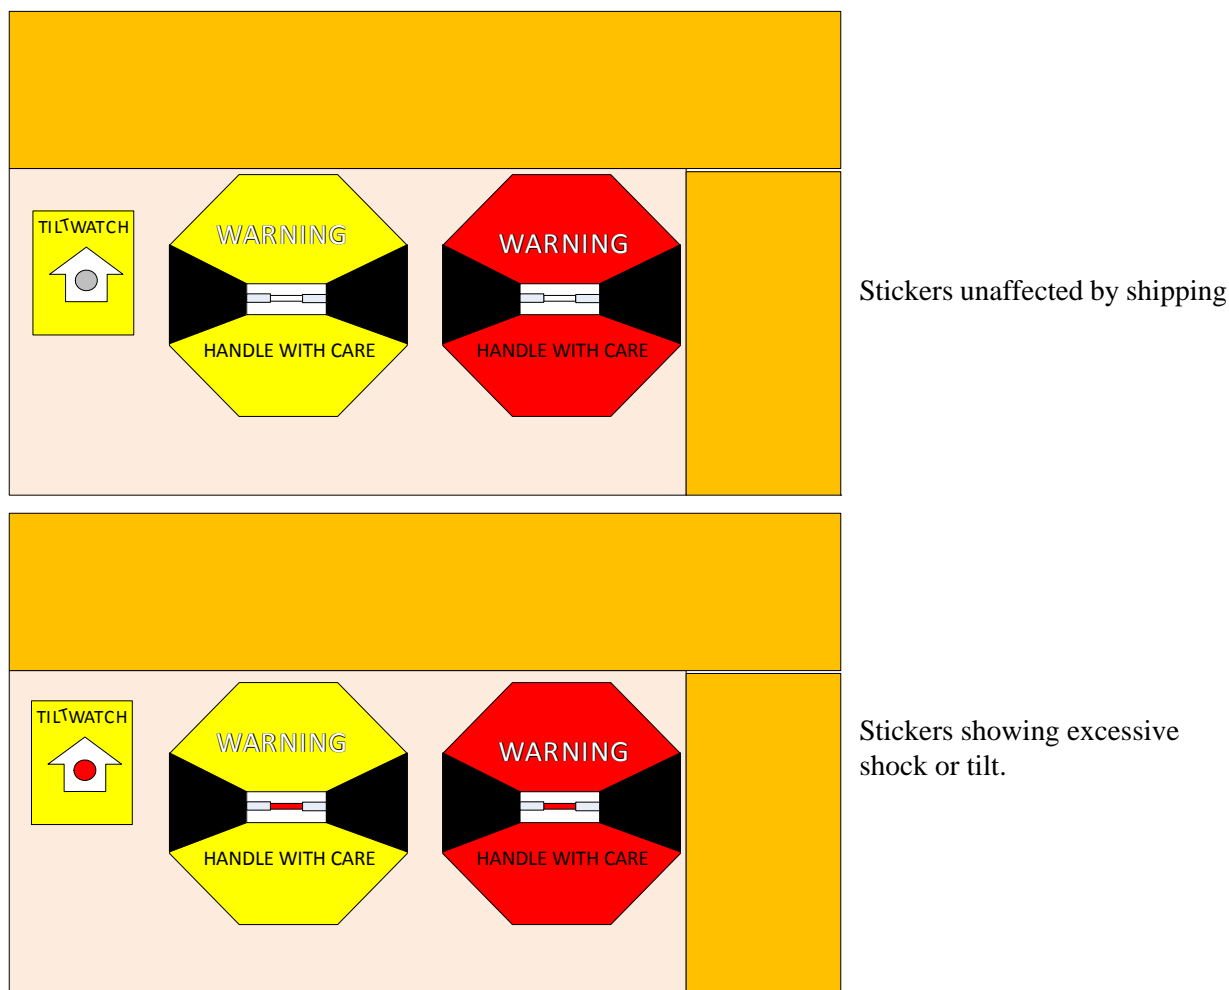 TILTWATCH
WARNING
HANDLE WITH CARE
WARNING
HANDLE WITH CARE
Stickers unaffected by shipping
TILTWATCH
WARNING
HANDLE WITH CARE
WARNING
HANDLE WITH CARE
Stickers showing excessive
shock or tilt.